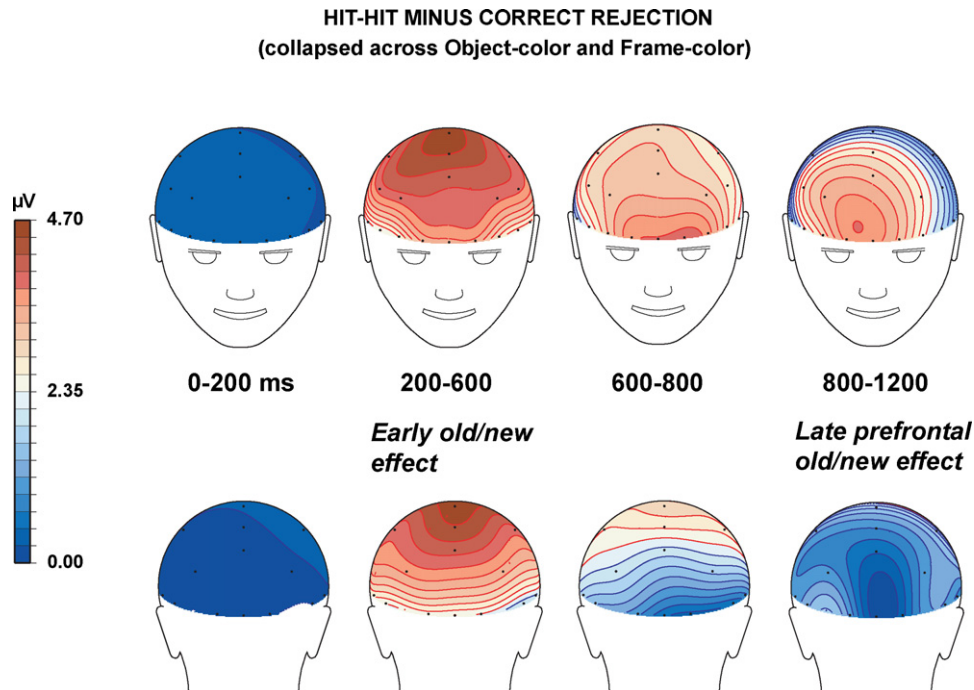 HIT-HIT MINUS CORRECT REJECTION
(collapsed across Object-color and Frame-color)
µV
4.70
2.35
0.00
0-200 ms
200-600
600-800
800-1200
Early old/new
effect
Late prefrontal
old/new effect